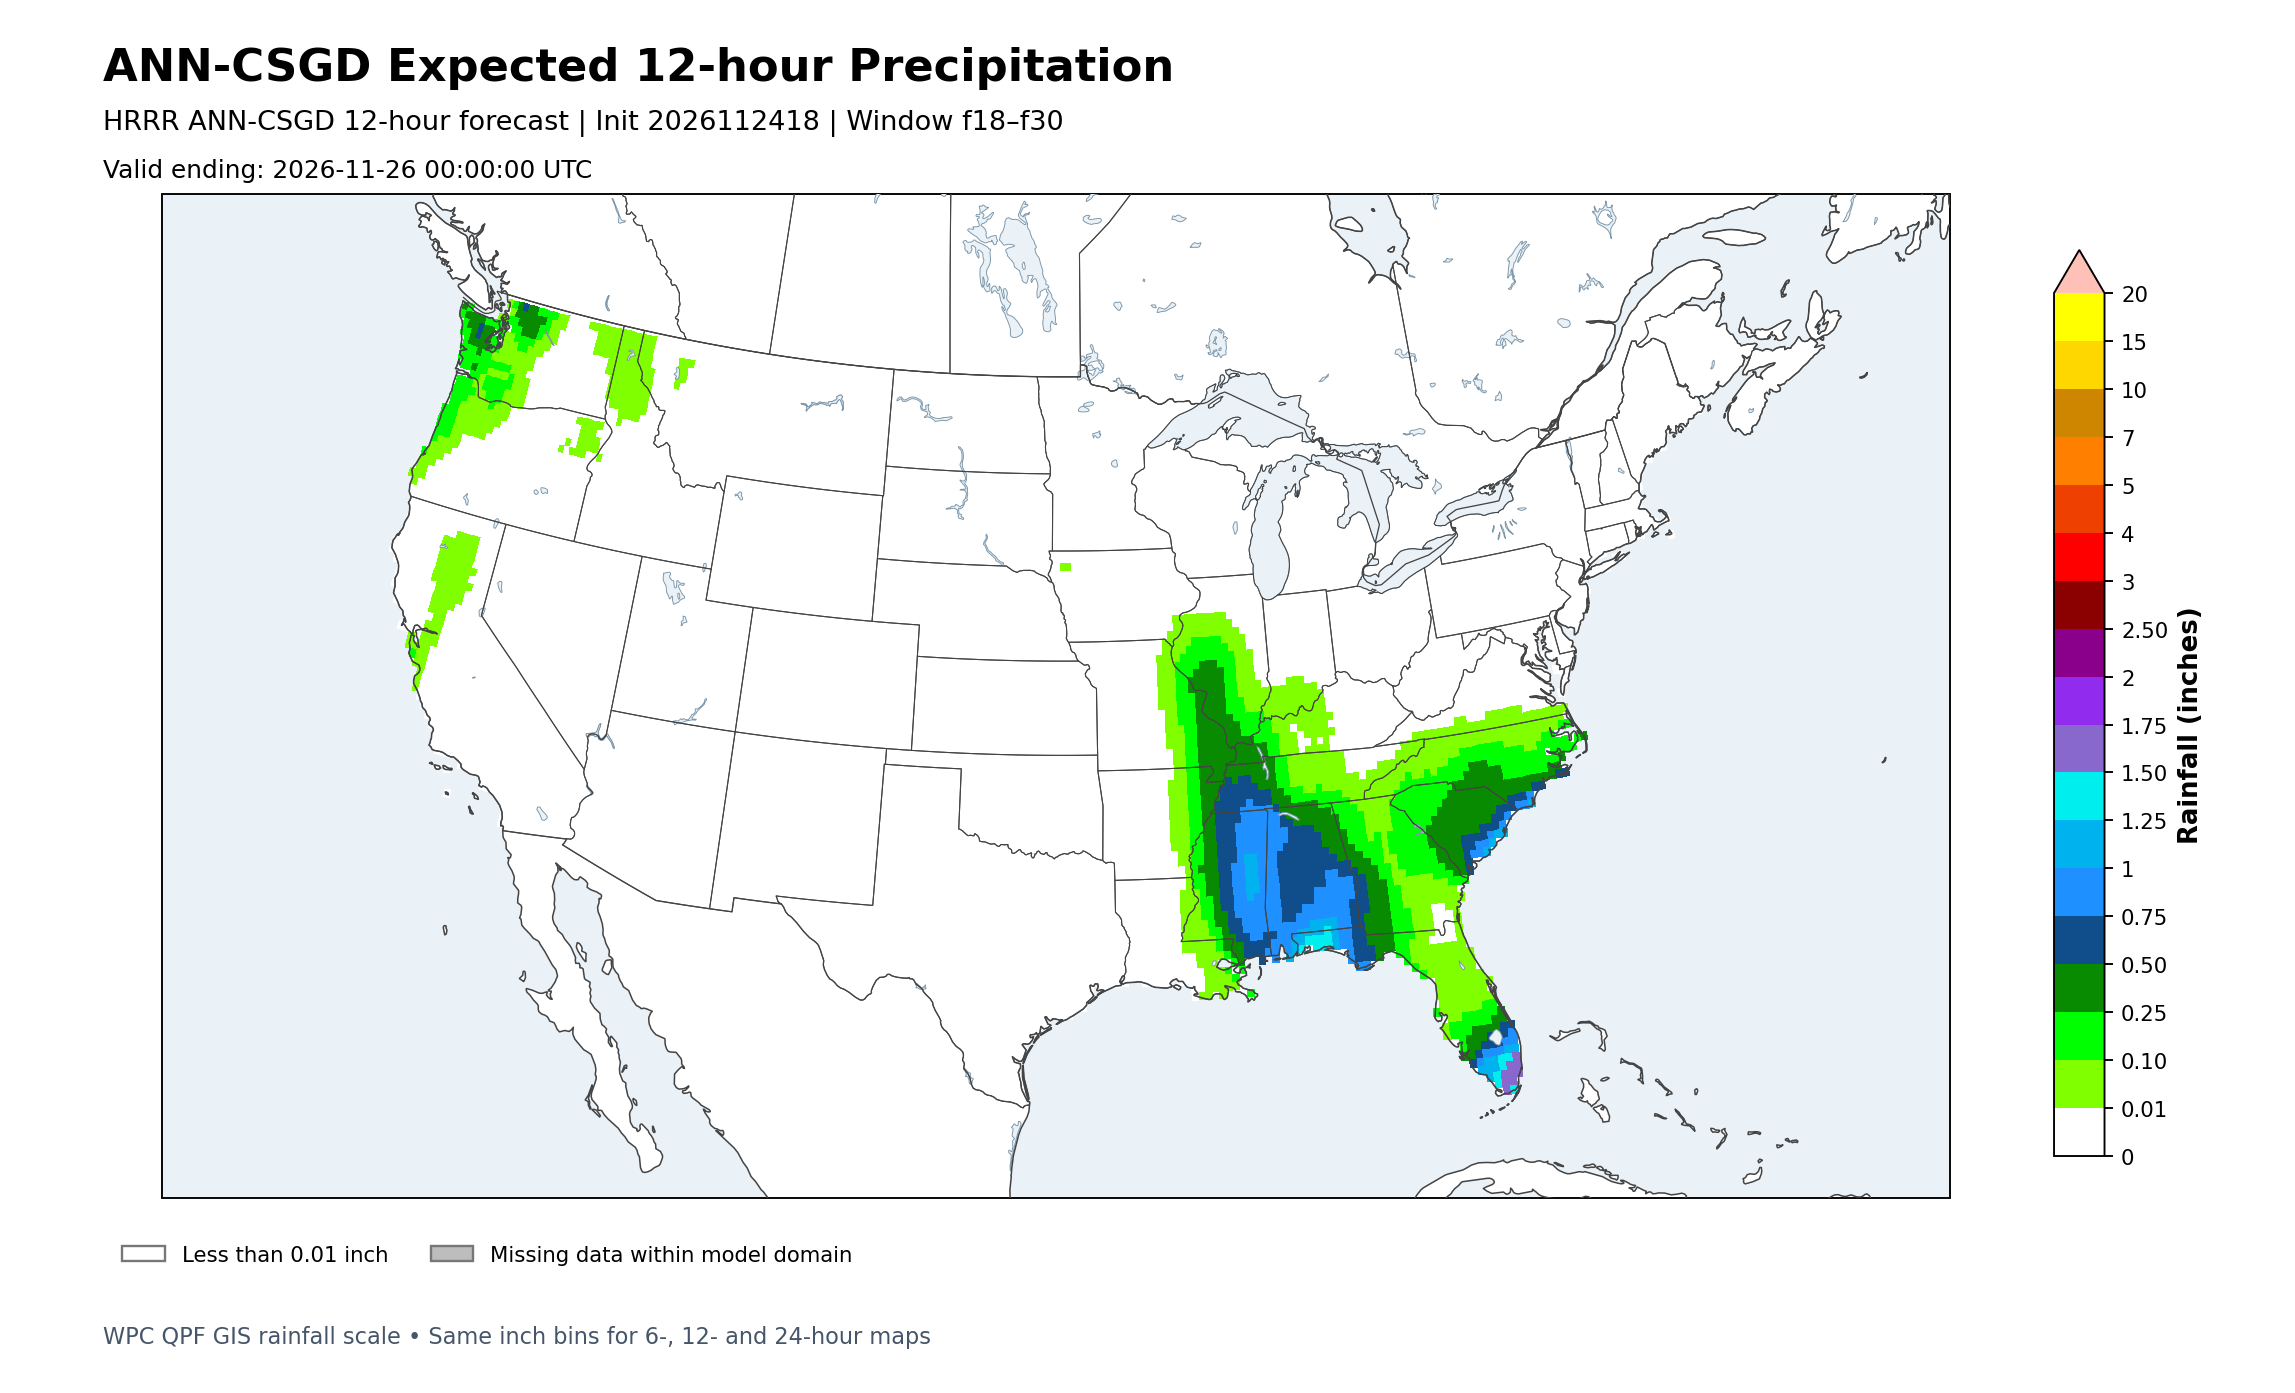 ANN-CSGD Expected 12-hour Precipitation
HRRR ANN-CSGD 12-hour forecast | Init 2026112418 | Window f18–f30
Valid ending: 2026-11-26 00:00:00 UTC
20
15
10
7
5
4
3
2.50
2
1.75
1.50
1.25
1
0.75
0.50
0.25
0.10
0.01
0
Rainfall (inches)
Less than 0.01 inch
Missing data within model domain
WPC QPF GIS rainfall scale • Same inch bins for 6-, 12- and 24-hour maps